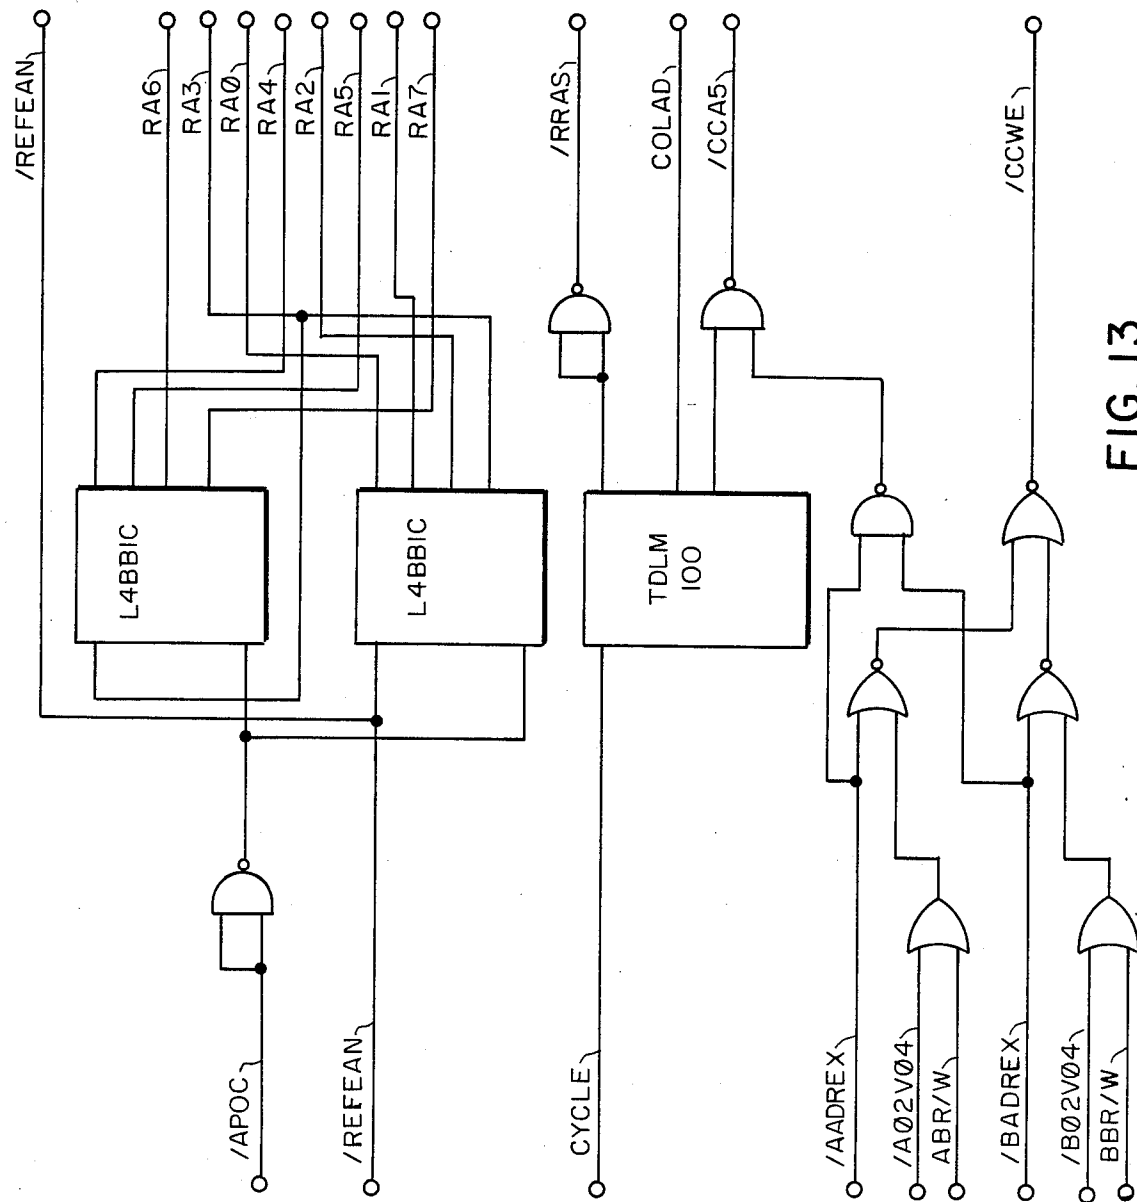 /REFEAN
RA6
RA3
RA0
RA4
RA2
RA5
RA1
RA7
/RRAS
COLAD
/CCA5
/CCWE
L4BBIC
L4BBIC
TDLM
100
/APOC
/REFEAN
CYCLE
/AADREX
/A02V04
ABR/W
/BADREX
/B02V04
BBR/W
FIG. 13